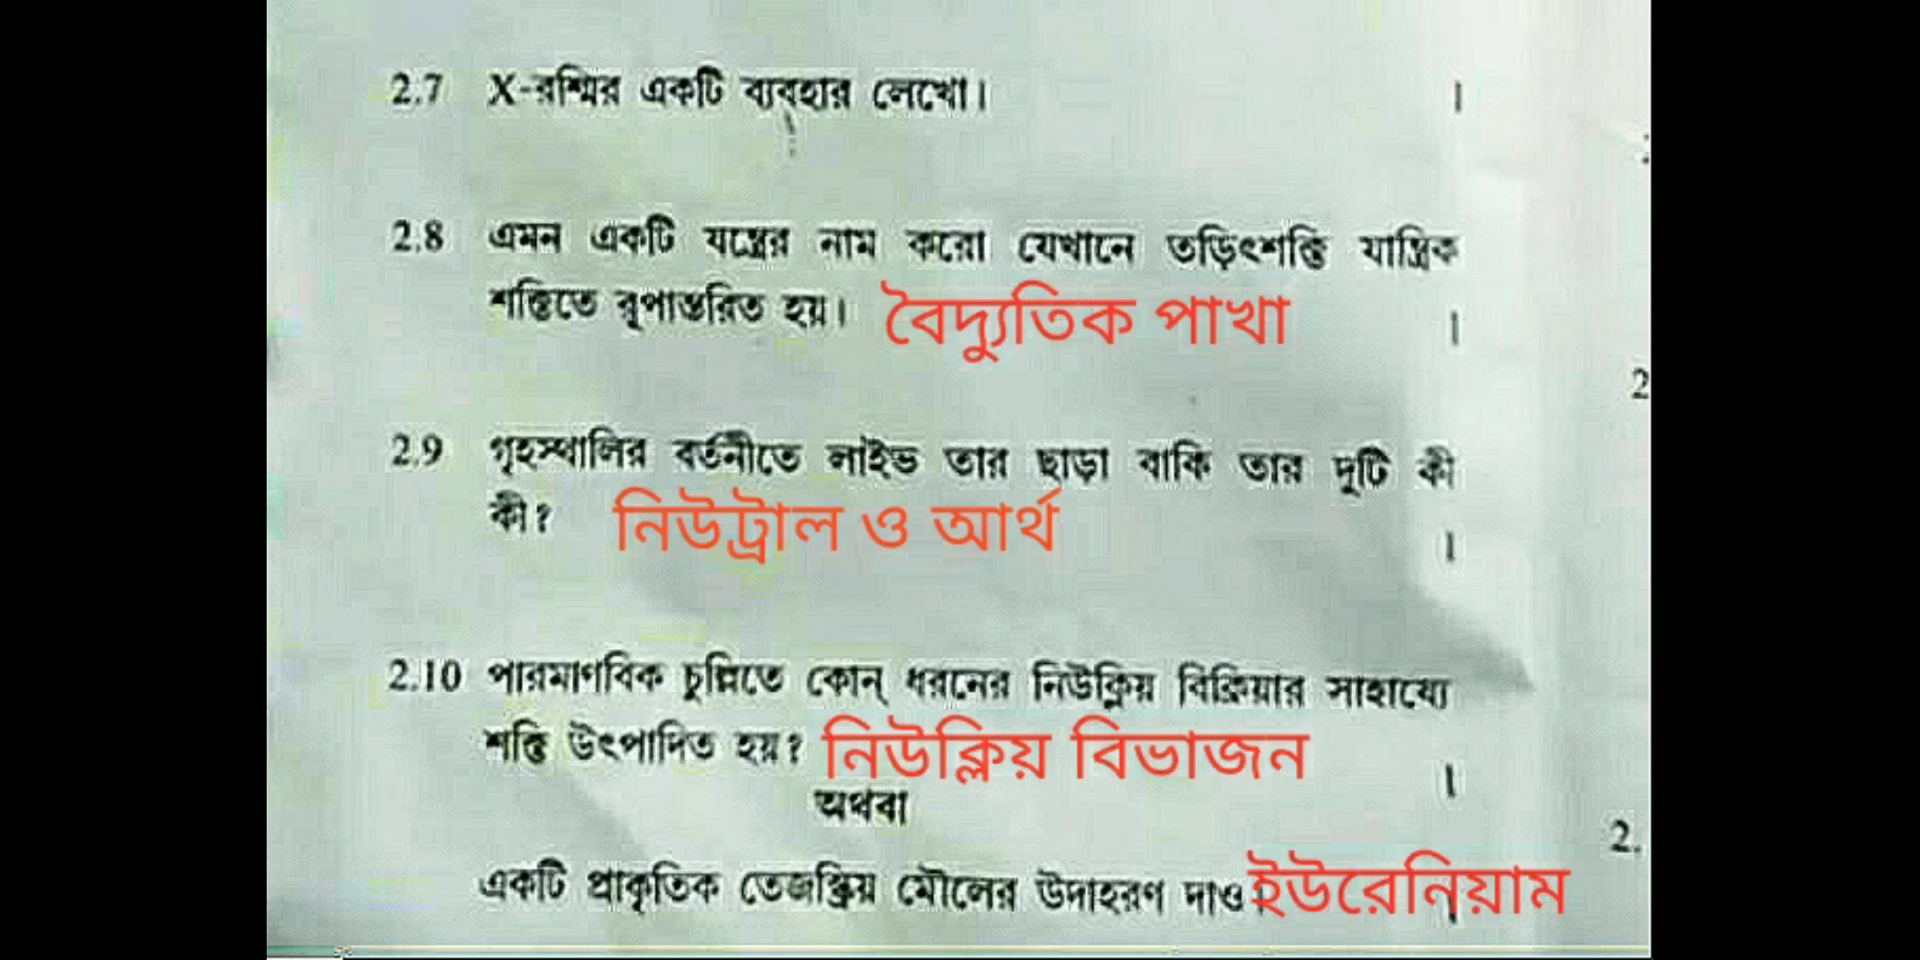 2.7 X-রশ্মির একটি ব্যবহার লেখো। 1
2.8 এমন একটি যন্ত্রের নাম করো যেখানে তড়িৎশক্তি যান্ত্রিক
শক্তিতে রূপান্তরিত হয়। বৈদ্যুতিক পাখা 1
2
2.9 গৃহস্থালির বর্তনীতে লাইভ তার ছাড়া বাকি তার দুটি কী
কী? নিউট্রাল ও আর্থ 1
2.10 পারমাণবিক চুল্লিতে কোন্ ধরনের নিউক্লিয় বিক্রিয়ার সাহায্যে
শক্তি উৎপাদিত হয়? নিউক্লিয় বিভাজন 1
অথবা
2.
একটি প্রাকৃতিক তেজস্ক্রিয় মৌলের উদাহরণ দাও। ইউরেনিয়াম